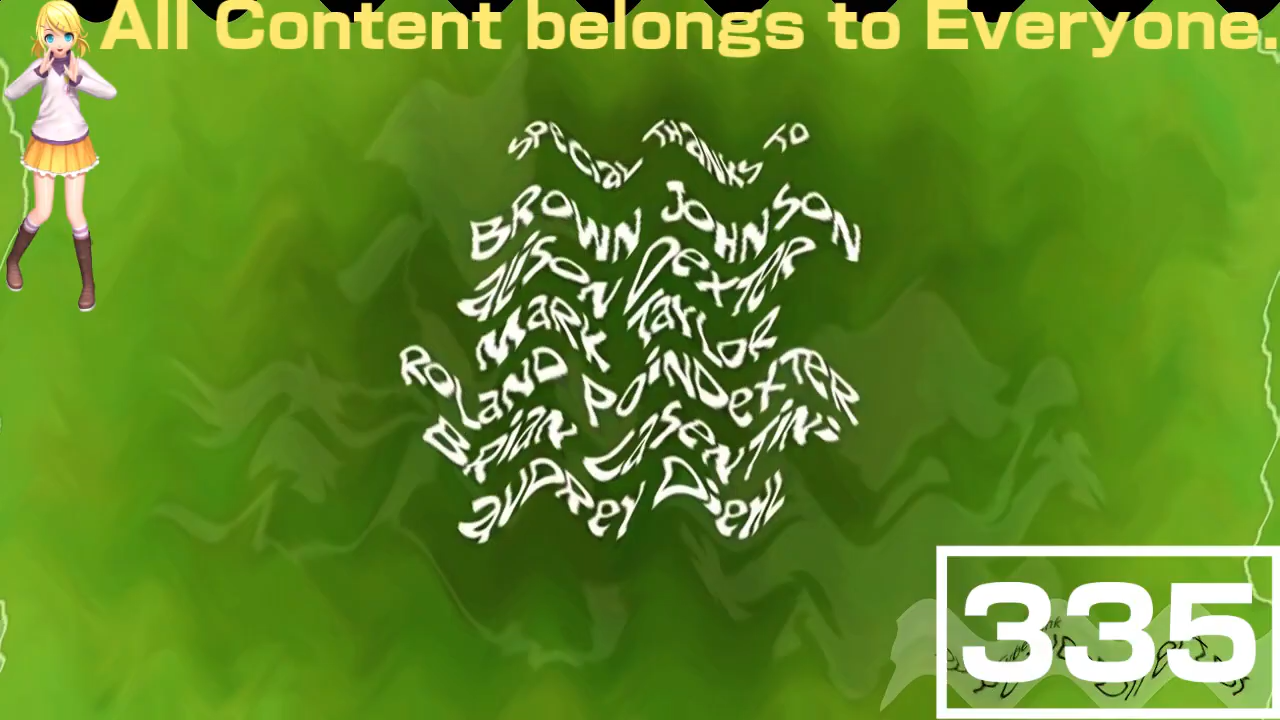 All Content belongs to Everyone.
SPECIAL THANKS TO
BROWN JOHNSON
ALISON DEXTER
MARK TAYLOR
ROLAND POINDEXTER
BRIAN CASENTINI
AUDREY DIEHL
335